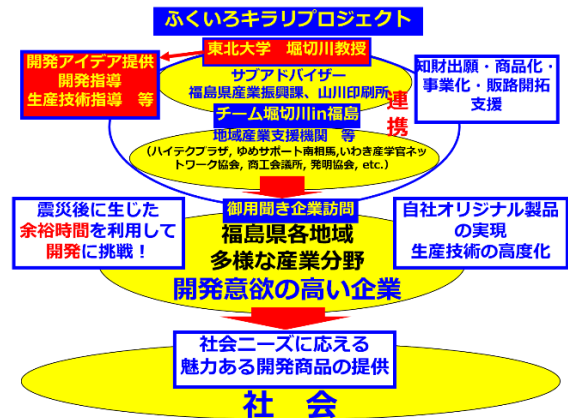 ふくいろキラリプロジェクト
東北大学　堀切川教授
開発アイデア提供
開発指導
生産技術指導　等
サブアドバイザー
福島県産業振興課、山川印刷所
知財出願・商品化・
事業化・販路開拓
支援
連携
チーム堀切川in福島
地域産業支援機関　等
（ハイテクプラザ, ゆめサポート南相馬,いわき産学官ネッ
トワーク協会, 商工会議所, 発明協会, etc.）
御用聞き企業訪問
震災後に生じた
余裕時間を利用して
開発に挑戦！
福島県各地域
多様な産業分野
開発意欲の高い企業
自社オリジナル製品
の実現
生産技術の高度化
社会ニーズに応える
魅力ある開発商品の提供
社　会